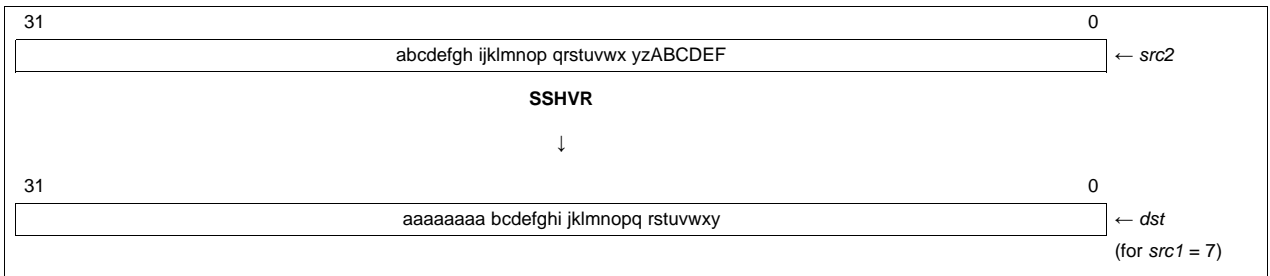 31 0
abcdefgh ijklmnop qrstuvwx yzABCDEF ← src2
SSHVR
↓
31 0
aaaaaaaa bcdefghi jklmnopq rstuvwxy ← dst
(for src1 = 7)